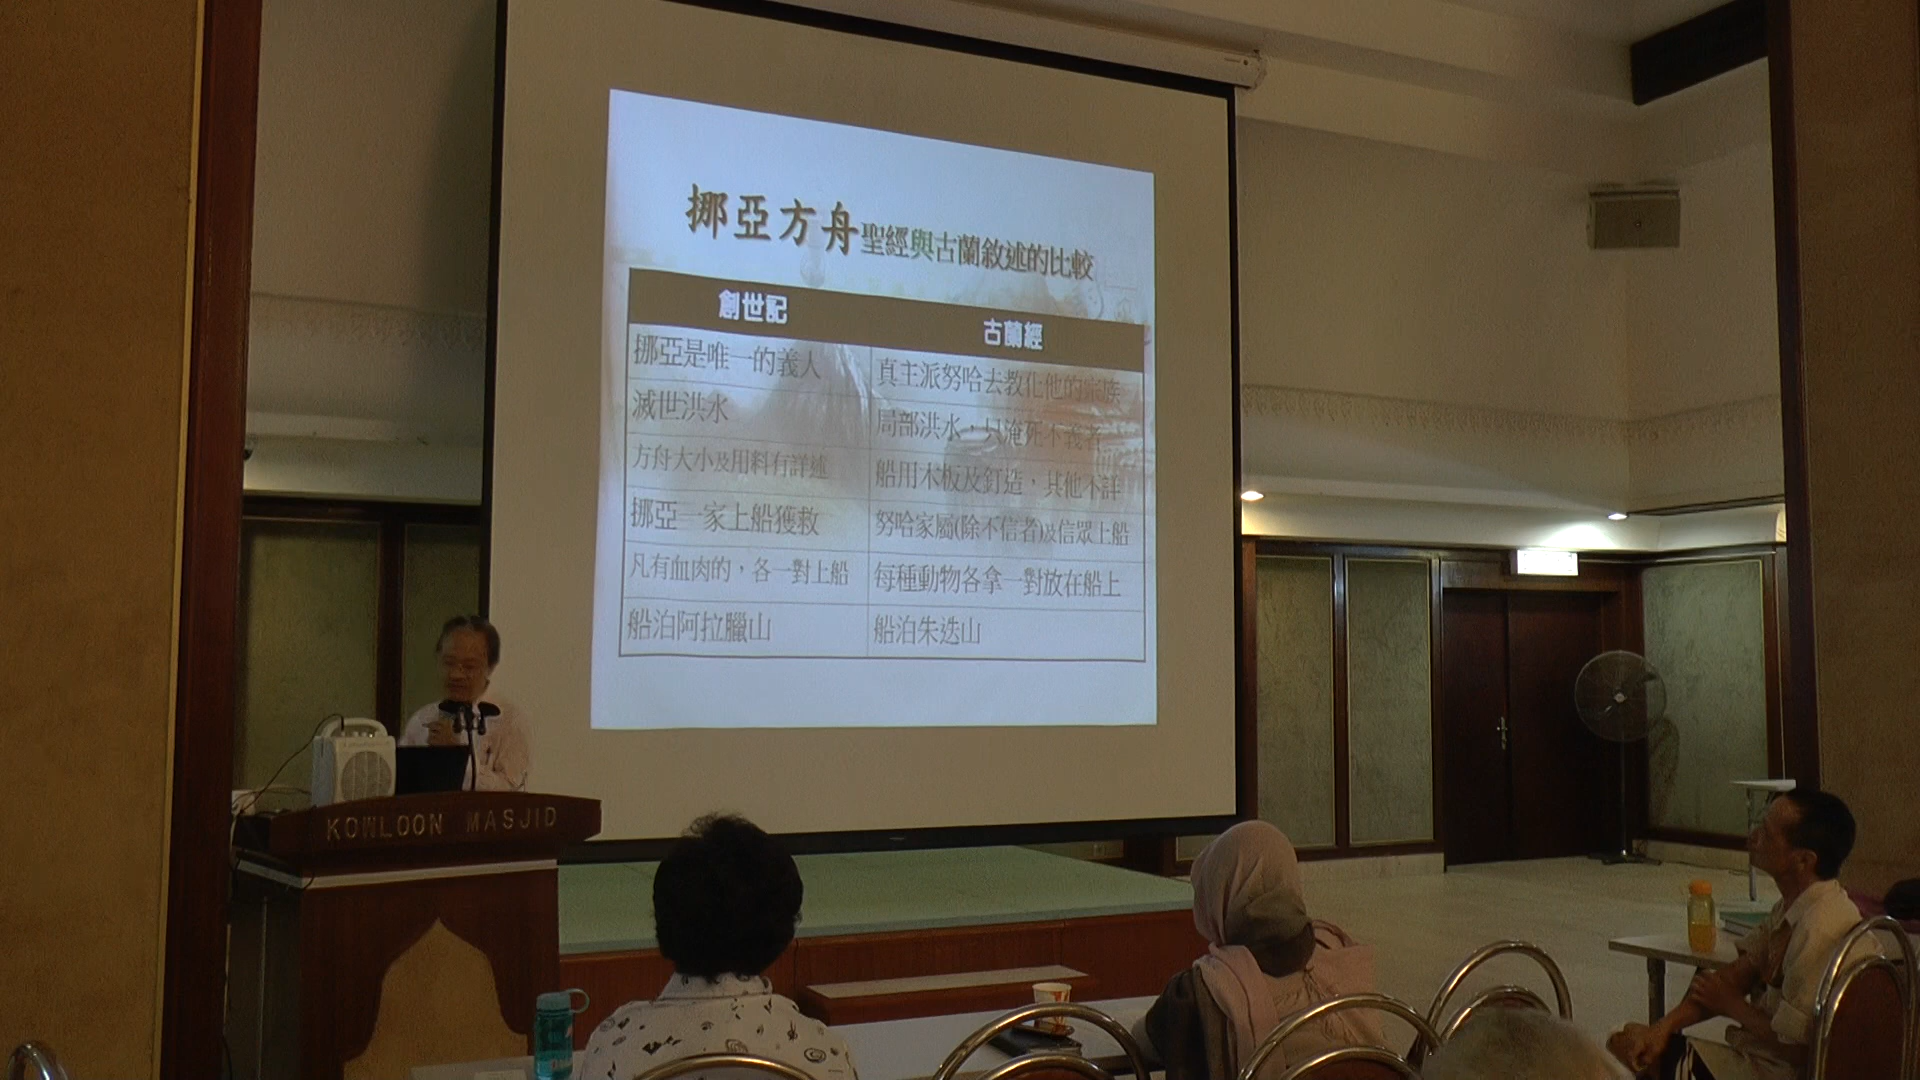 挪亞方舟聖經與古蘭敘述的比較
創世記 古蘭經
挪亞是唯一的義人 真主派努哈去教化他的宗族
滅世洪水 局部洪水，只淹死不義者
方舟大小及用料有詳述 船用木板及釘造，其他不詳
挪亞一家上船獲救 努哈家屬(除不信者)及信眾上船
凡有血肉的，各一對上船 每種動物各拿一對放在船上
船泊阿拉臘山 船泊朱迭山
KOWLOON MASJID